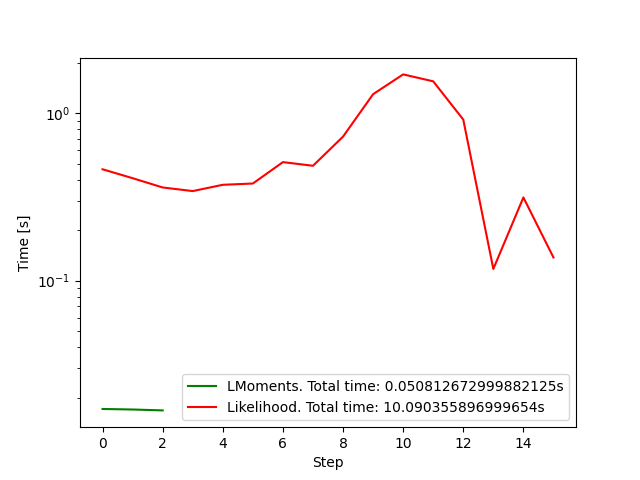 10⁰
10⁻¹
Time [s]
LMoments. Total time: 0.050812672999882125s
Likelihood. Total time: 10.090355896999654s
0 2 4 6 8 10 12 14
Step